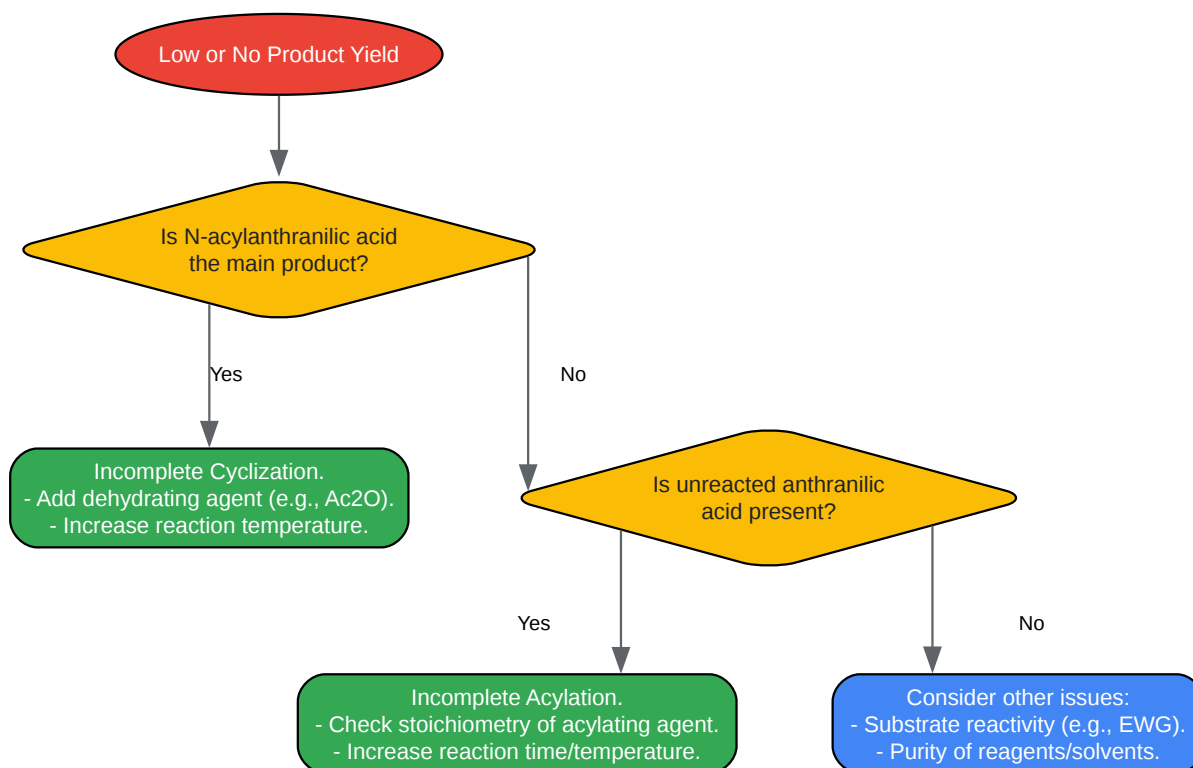 Low or No Product Yield
Is N-acylanthranilic acid
the main product?
Yes
No
Incomplete Cyclization.
- Add dehydrating agent (e.g., Ac2O).
- Increase reaction temperature.
Is unreacted anthranilic
acid present?
Yes
No
Incomplete Acylation.
- Check stoichiometry of acylating agent.
- Increase reaction time/temperature.
Consider other issues:
- Substrate reactivity (e.g., EWG).
- Purity of reagents/solvents.